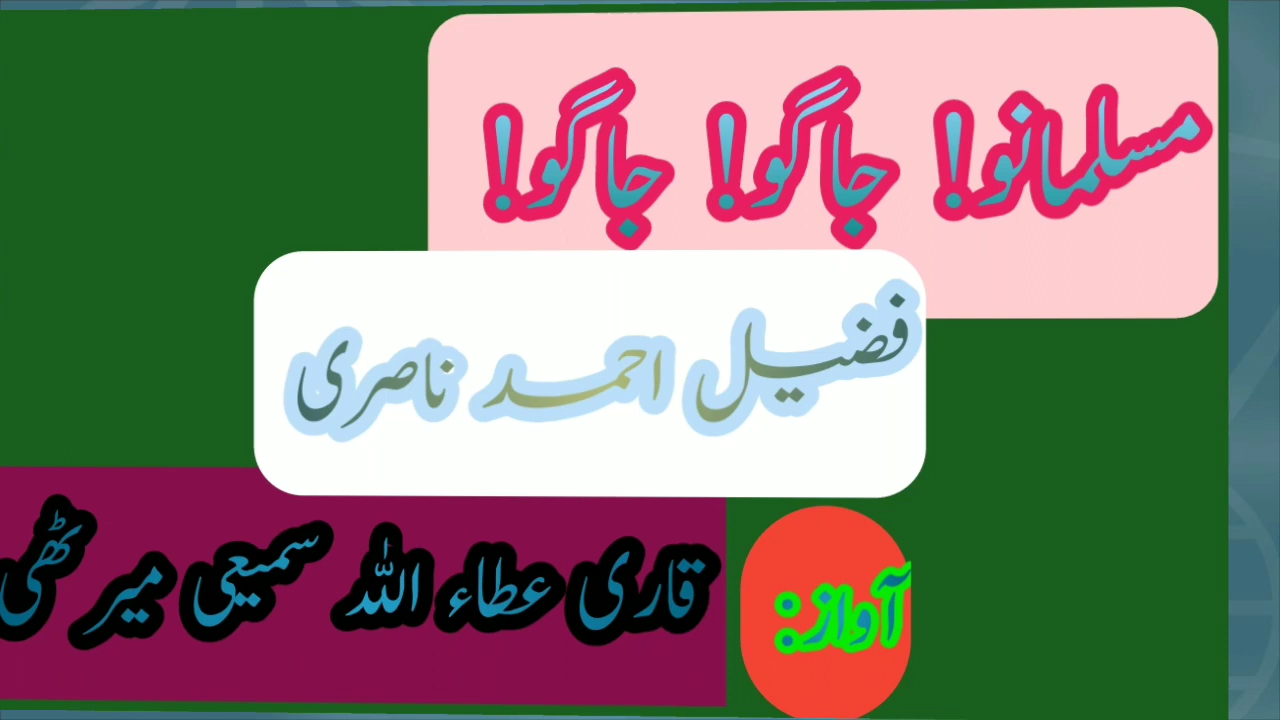 مسلمانو! جاگو! جاگو!
فضیل احمد ناصری
آواز:
قاری عطاء اللہ سمیعی میرٹھی